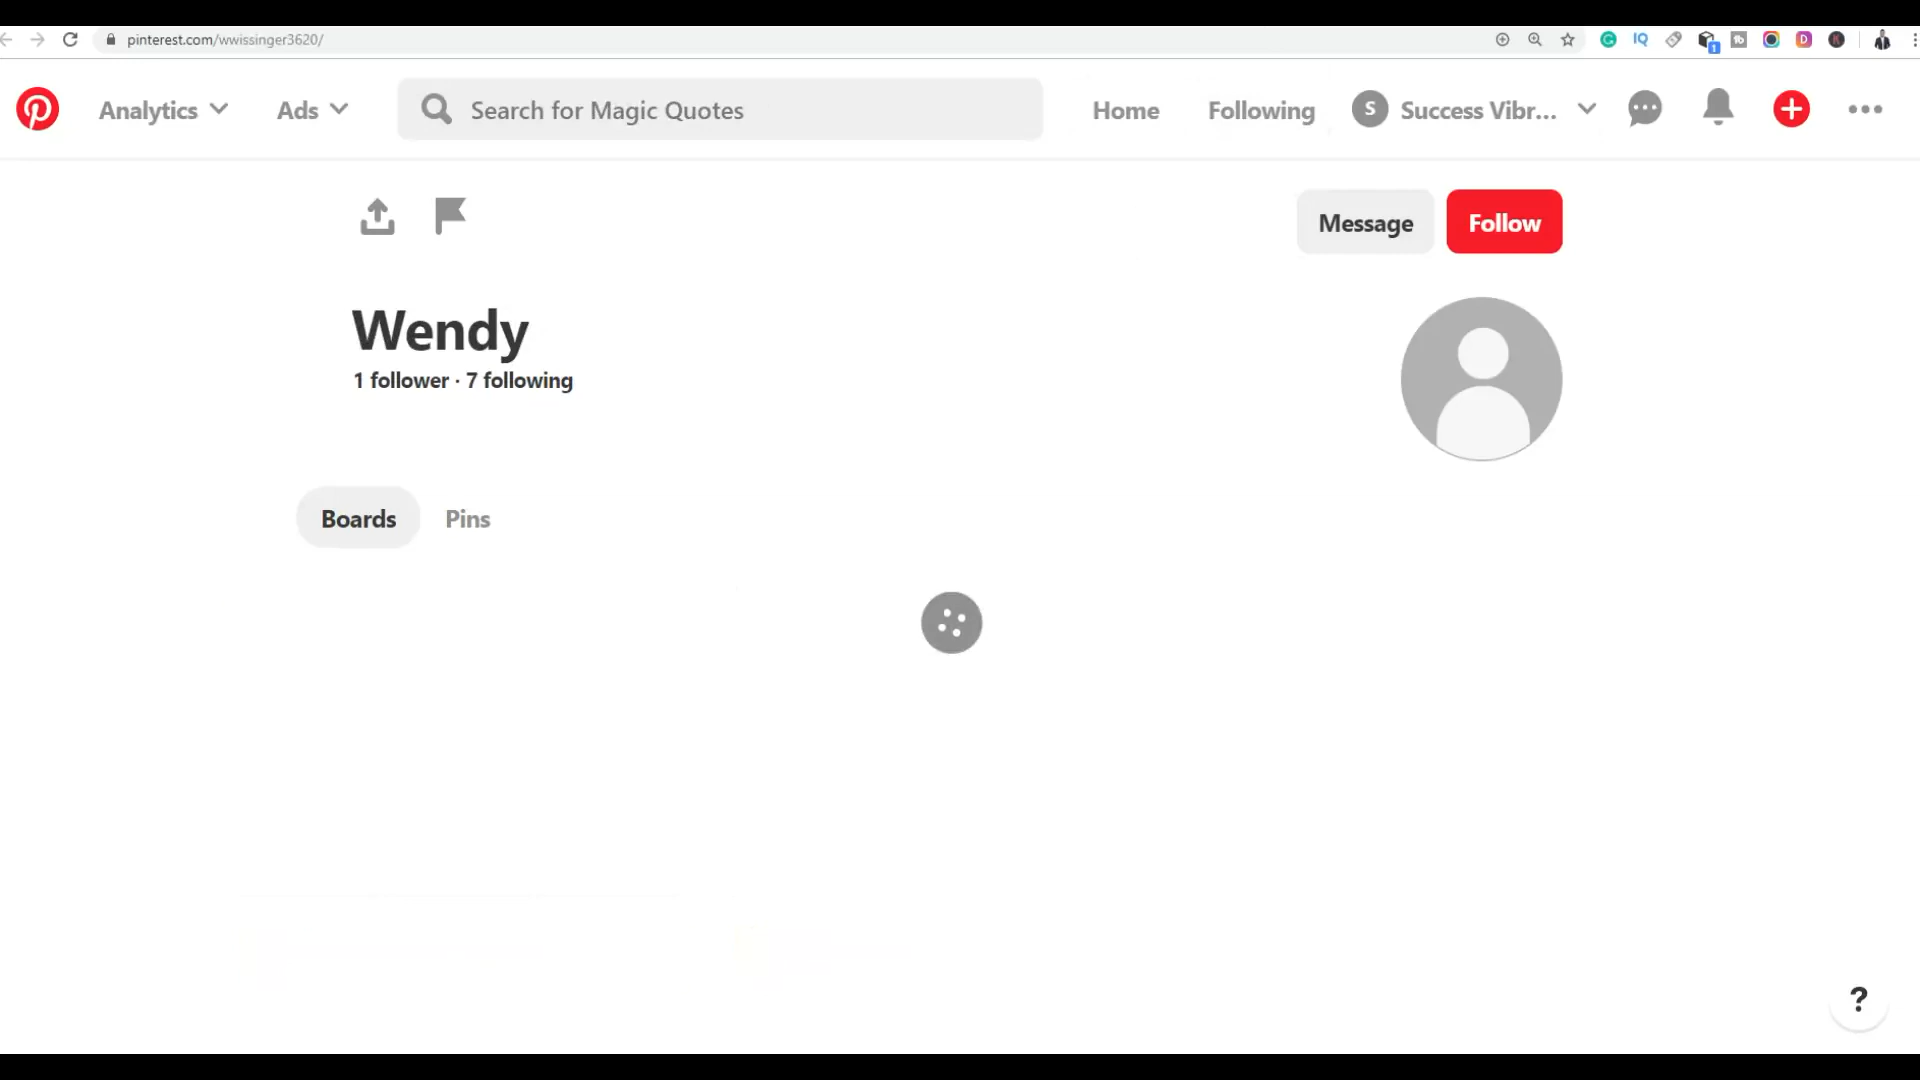 pinterest.com/wwissinger3620/
Analytics
Ads
Search for Magic Quotes
Home
Following
S
Success Vibr...
Message
Follow
Wendy
1 follower · 7 following
Boards
Pins
?